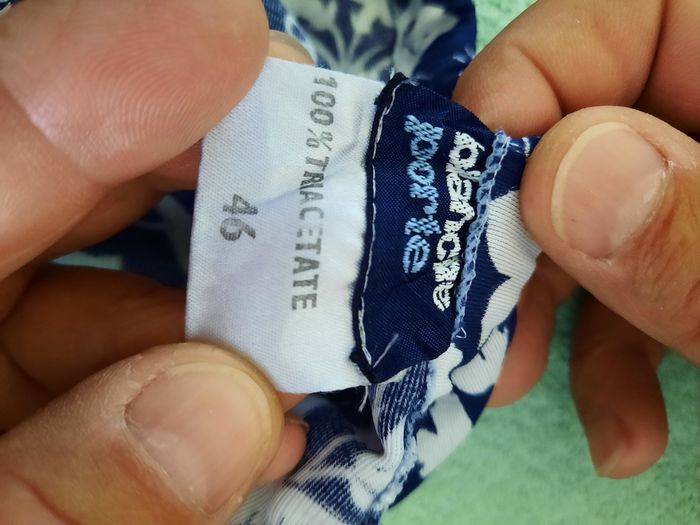 blanche
porte
100% TRIACETATE
46